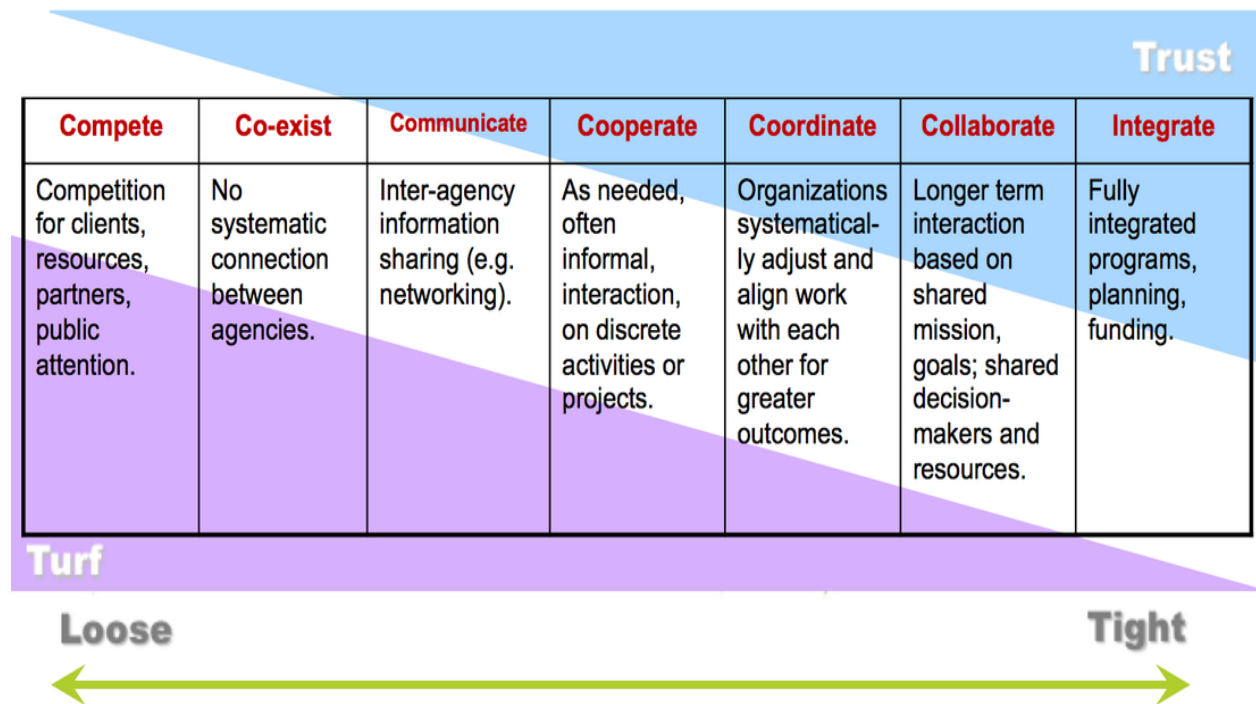 Trust
Compete
Co-exist
Communicate
Cooperate
Coordinate
Collaborate
Integrate
Competition
for clients,
resources,
partners,
public
attention.
No
systematic
connection
between
agencies.
Inter-agency
information
sharing (e.g.
networking).
As needed,
often
informal,
interaction,
on discrete
activities or
projects.
Organizations
systematical-
ly adjust and
align work
with each
other for
greater
outcomes.
Longer term
interaction
based on
shared
mission,
goals; shared
decision-
makers and
resources.
Fully
integrated
programs,
planning,
funding.
Turf
Loose
Tight